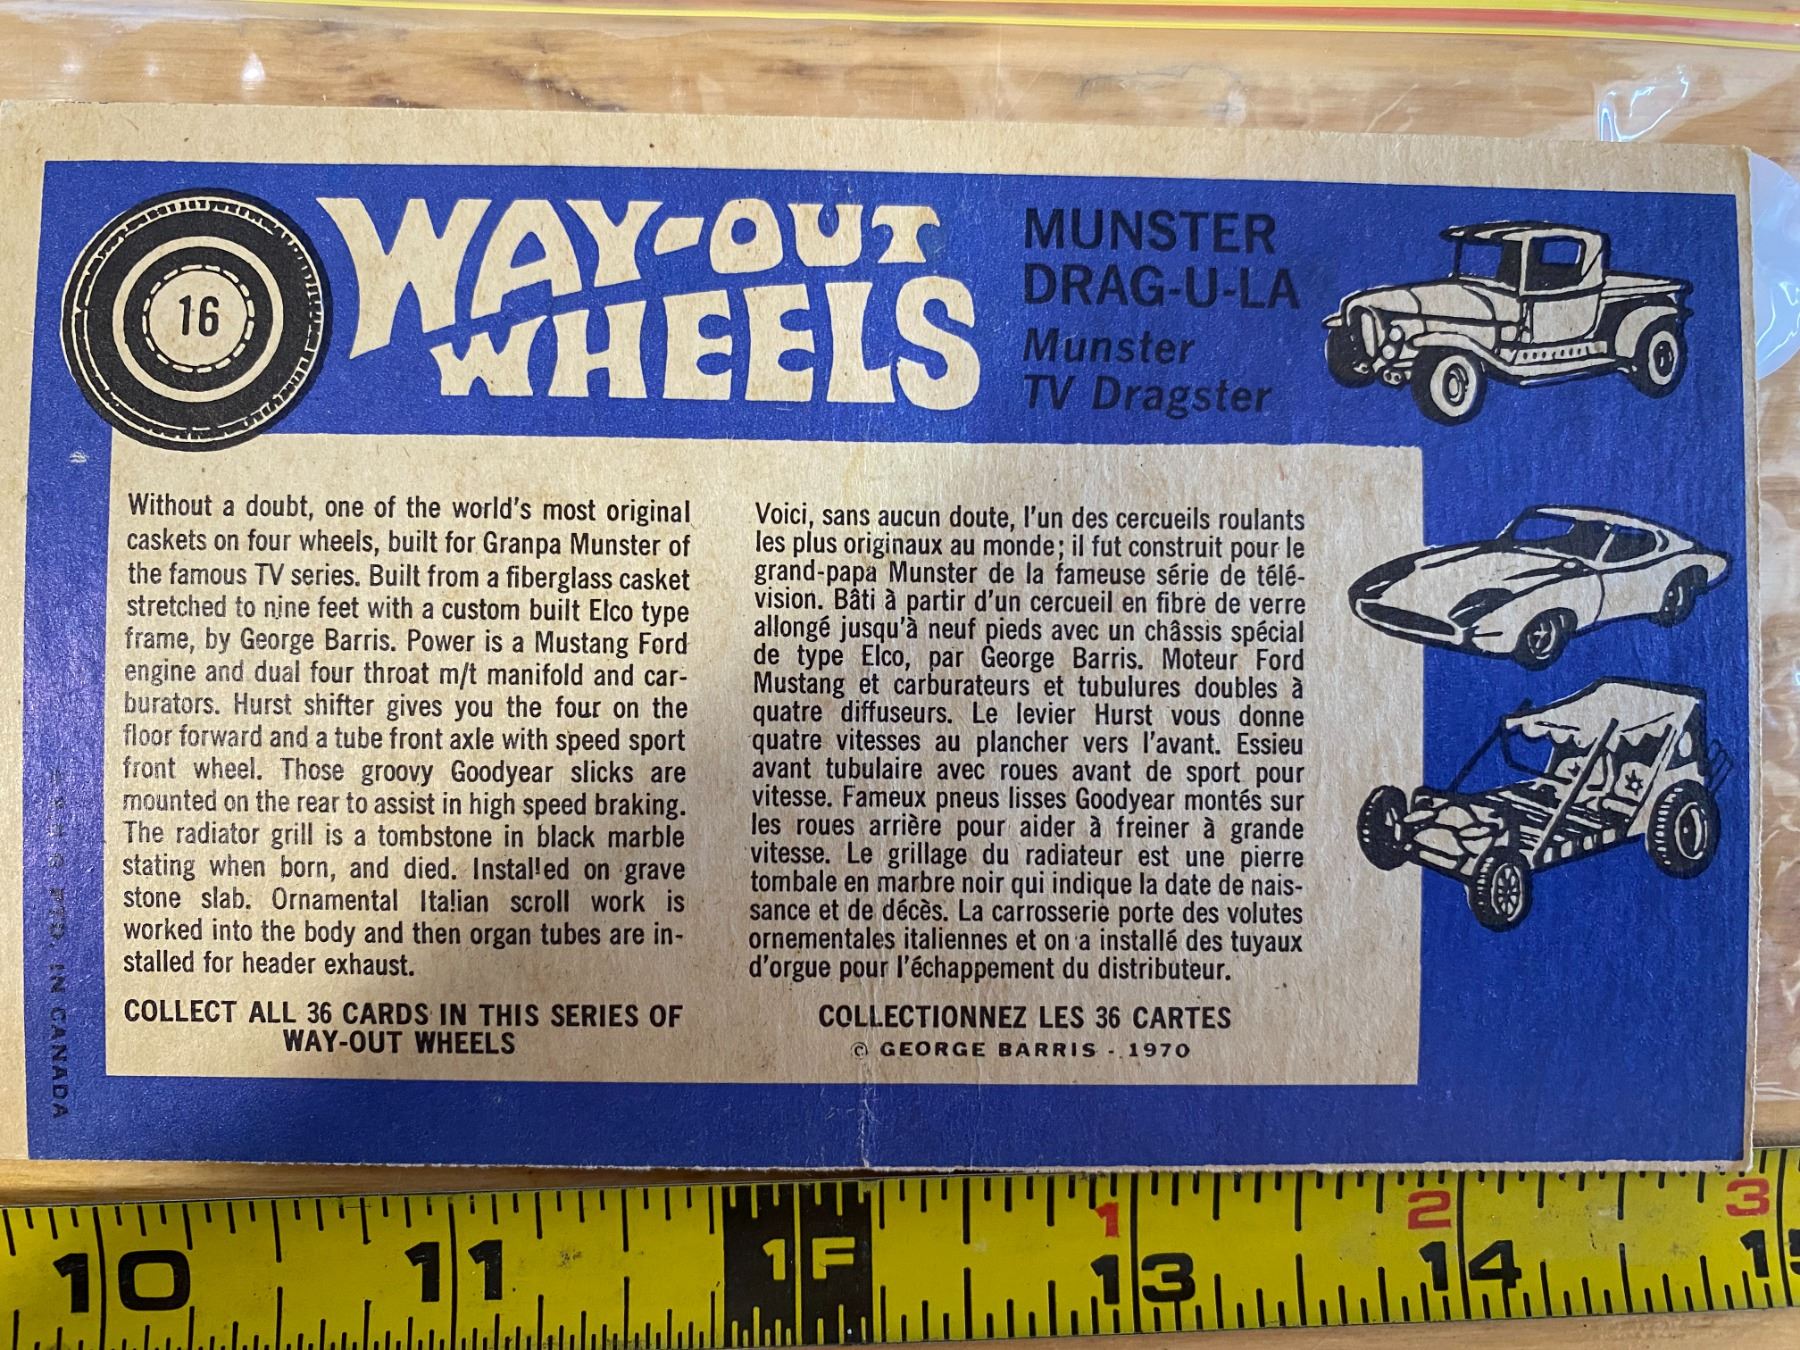 16
WAY-OUT
WHEELS
MUNSTER
DRAG-U-LA
Munster
TV Dragster
Without a doubt, one of the world's most original
caskets on four wheels, built for Granpa Munster of
the famous TV series. Built from a fiberglass casket
stretched to nine feet with a custom built Elco type
frame, by George Barris. Power is a Mustang Ford
engine and dual four throat m/t manifold and car-
burators. Hurst shifter gives you the four on the
floor forward and a tube front axle with speed sport
front wheel. Those groovy Goodyear slicks are
mounted on the rear to assist in high speed braking.
The radiator grill is a tombstone in black marble
stating when born, and died. Installed on grave
stone slab. Ornamental Italian scroll work is
worked into the body and then organ tubes are in-
stalled for header exhaust.
COLLECT ALL 36 CARDS IN THIS SERIES OF
WAY-OUT WHEELS
Voici, sans aucun doute, l'un des cercueils roulants
les plus originaux au monde; il fut construit pour le
grand-papa Munster de la fameuse série de télé-
vision. Bâti à partir d'un cercueil en fibre de verre
allongé jusqu'à neuf pieds avec un châssis spécial
de type Elco, par George Barris. Moteur Ford
Mustang et carburateurs et tubulures doubles à
quatre diffuseurs. Le levier Hurst vous donne
quatre vitesses au plancher vers l'avant. Essieu
avant tubulaire avec roues avant de sport pour
vitesse. Fameux pneus lisses Goodyear montés sur
les roues arrière pour aider à freiner à grande
vitesse. Le grillage du radiateur est une pierre
tombale en marbre noir qui indique la date de nais-
sance et de décès. La carrosserie porte des volutes
ornementales italiennes et on a installé des tuyaux
d'orgue pour l'échappement du distributeur.
COLLECTIONNEZ LES 36 CARTES
© GEORGE BARRIS - 1970
IN CANADA
1 2 3
10 11 1F 13 14 15